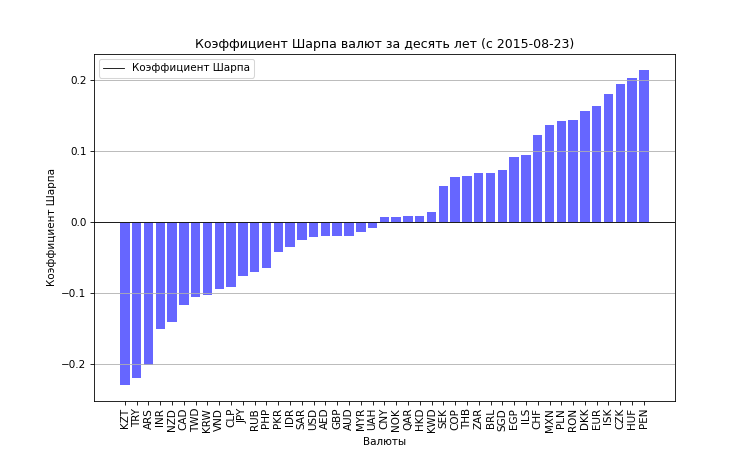 Коэффициент Шарпа валют за десять лет (с 2015-08-23)
Коэффициент Шарпа
0.2
0.1
0.0
−0.1
−0.2
Коэффициент Шарпа
KZT TRY ARS INR NZD CAD TWD KRW VND CLP JPY RUB PHP PKR IDR SAR USD AED GBP AUD MYR UAH CNY NOK QAR HKD KWD SEK COP THB ZAR BRL SGD EGP ILS CHF MXN PLN RON DKK EUR ISK CZK HUF PEN
Валюты